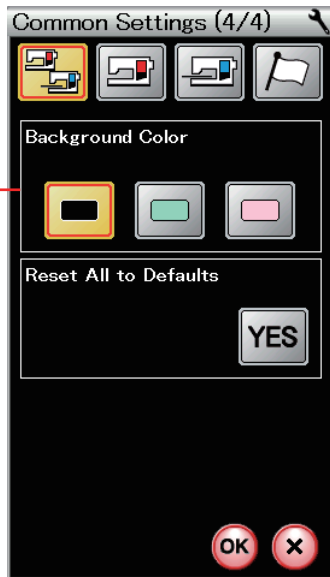 Common Settings (4/4)
Background Color
Reset All to Defaults
YES
OK